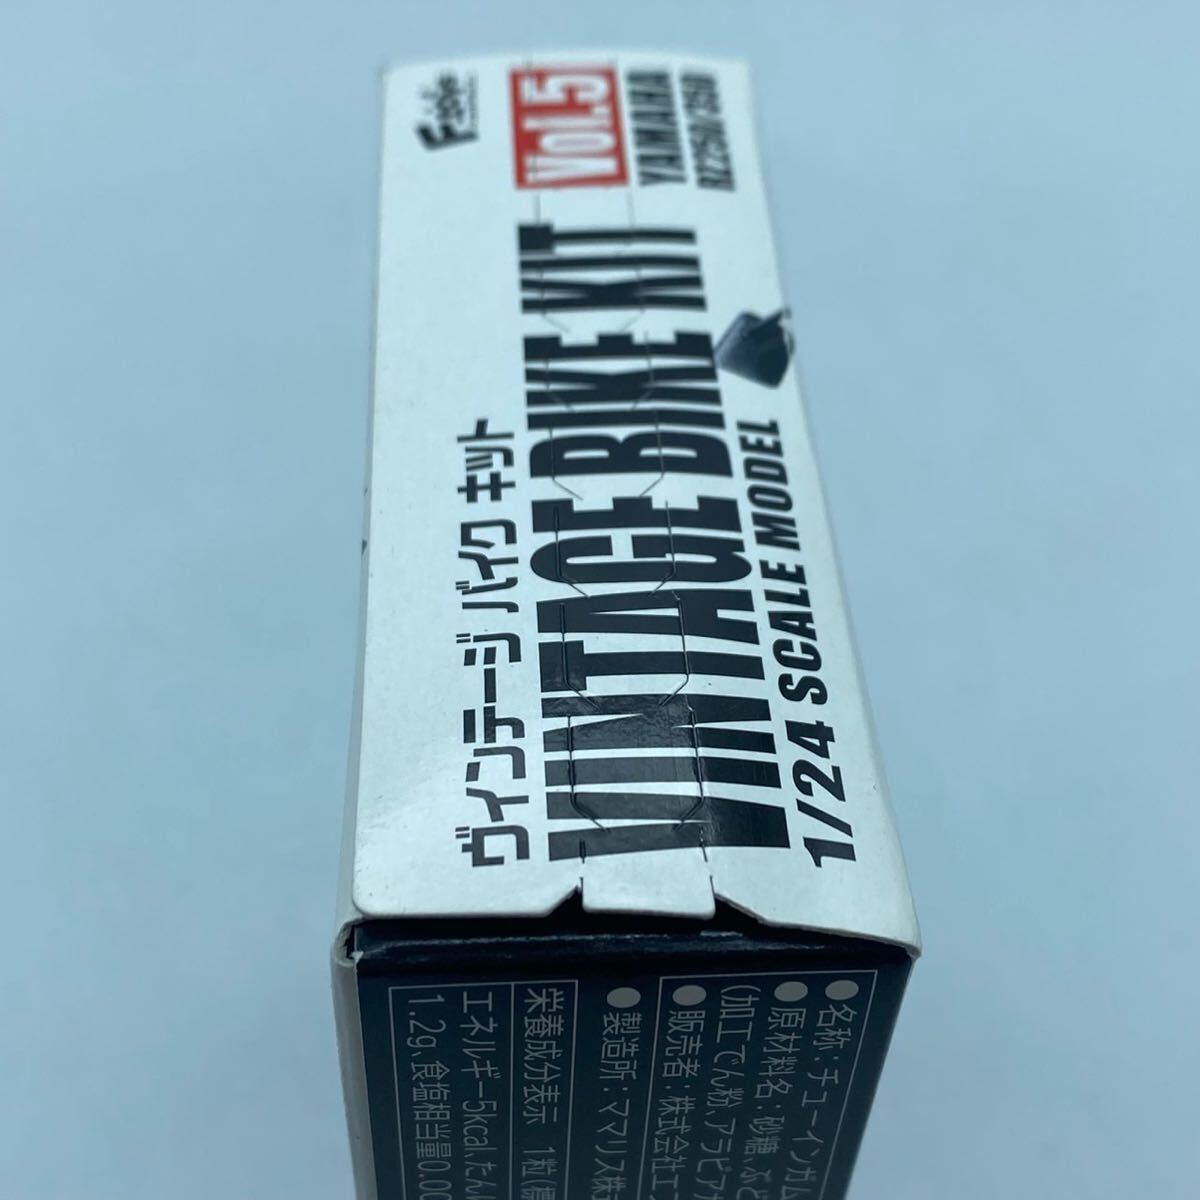 F-toys
Vol.5
YAMAHA
RZ250/350
ヴィンテージ バイク キット
VINTAGE BIKE KIT
1/24 SCALE MODEL
●名称:チューインガム
●原材料名:砂糖、ぶど
(加工でん粉、アラビアガ
●販売者:株式会社エフ
●製造所:ママリス株式
栄養成分表示 1粒(
エネルギー5kcal、たん
1.2g、食塩相当量0.00